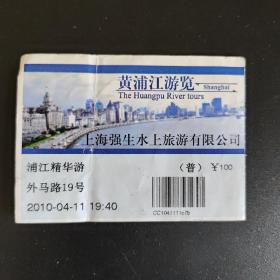 黄浦江游览
Shanghai
The Huangpu River tours
上海强生水上旅游有限公司
浦江精华游 （普） ￥100
外马路19号
2010-04-11 19:40